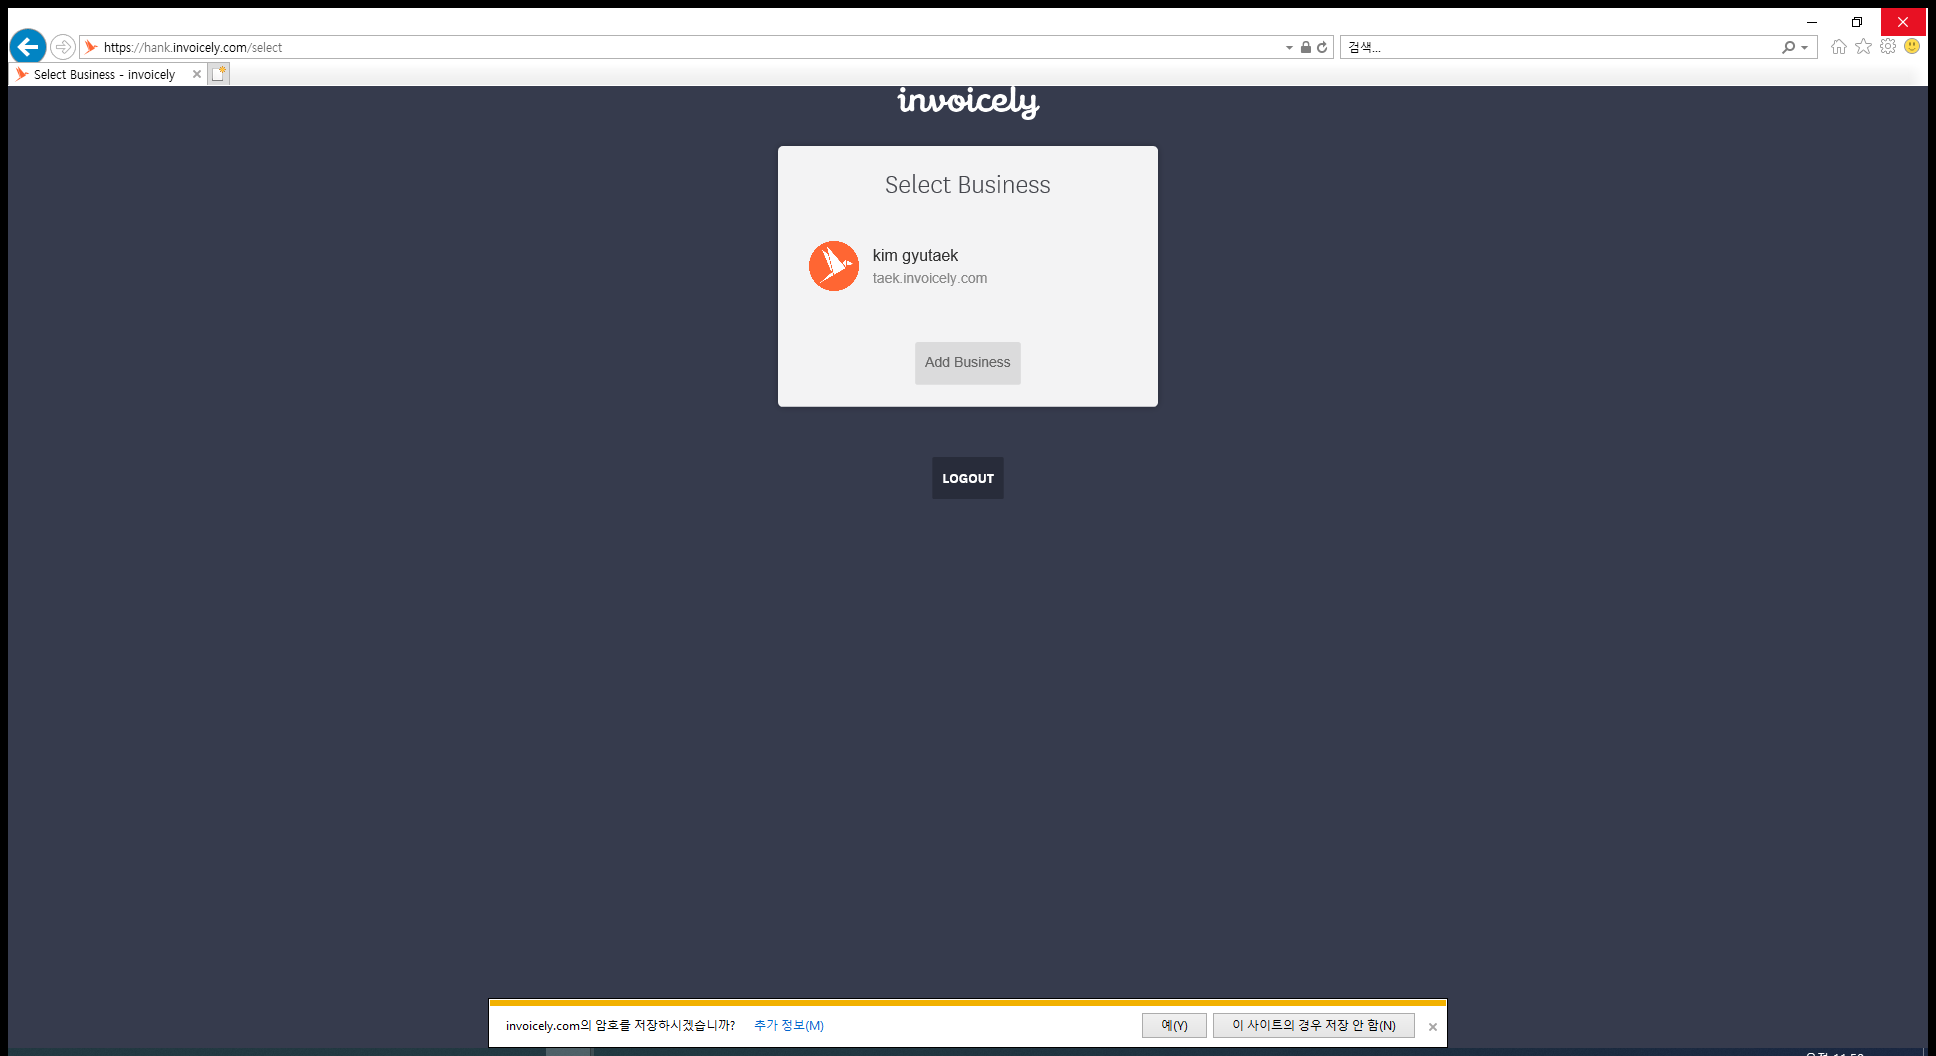 https://hank.invoicely.com/select
검색...
Select Business - invoicely
invoicely
Select Business
kim gyutaek
taek.invoicely.com
Add Business
LOGOUT
invoicely.com의 암호를 저장하시겠습니까? 추가 정보(M) 예(Y) 이 사이트의 경우 저장 안 함(N)